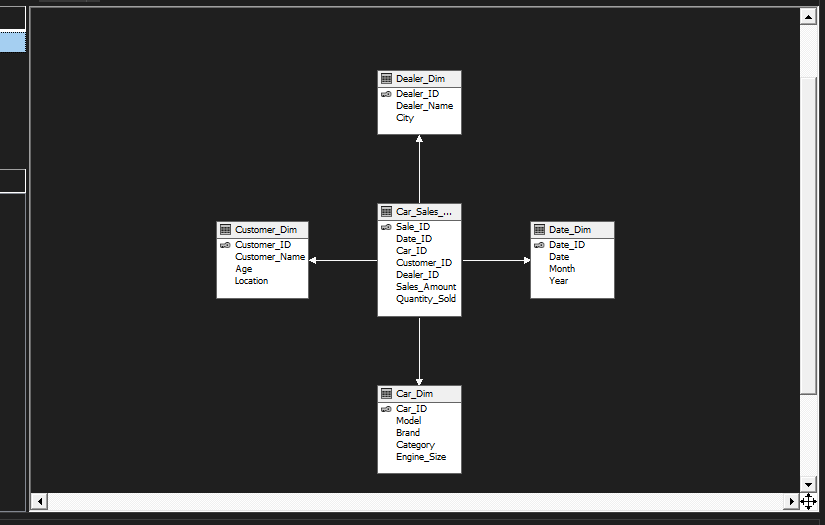 Dealer_Dim
Dealer_ID
Dealer_Name
City
Car_Sales_...
Sale_ID
Date_ID
Car_ID
Customer_ID
Dealer_ID
Sales_Amount
Quantity_Sold
Customer_Dim
Customer_ID
Customer_Name
Age
Location
Date_Dim
Date_ID
Date
Month
Year
Car_Dim
Car_ID
Model
Brand
Category
Engine_Size